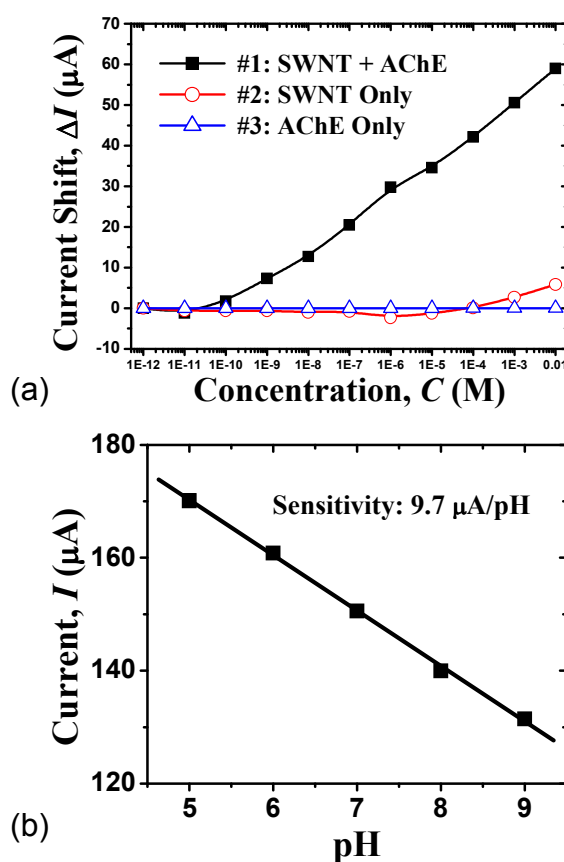 60
50
40
30
20
10
0
-10
Current Shift, ΔI (μA)
#1: SWNT + AChE
#2: SWNT Only
#3: AChE Only
1E-12 1E-11 1E-10 1E-9 1E-8 1E-7 1E-6 1E-5 1E-4 1E-3 0.01
Concentration, C (M)
(a)
180
160
140
120
Current, I (μA)
Sensitivity: 9.7 μA/pH
5 6 7 8 9
pH
(b)